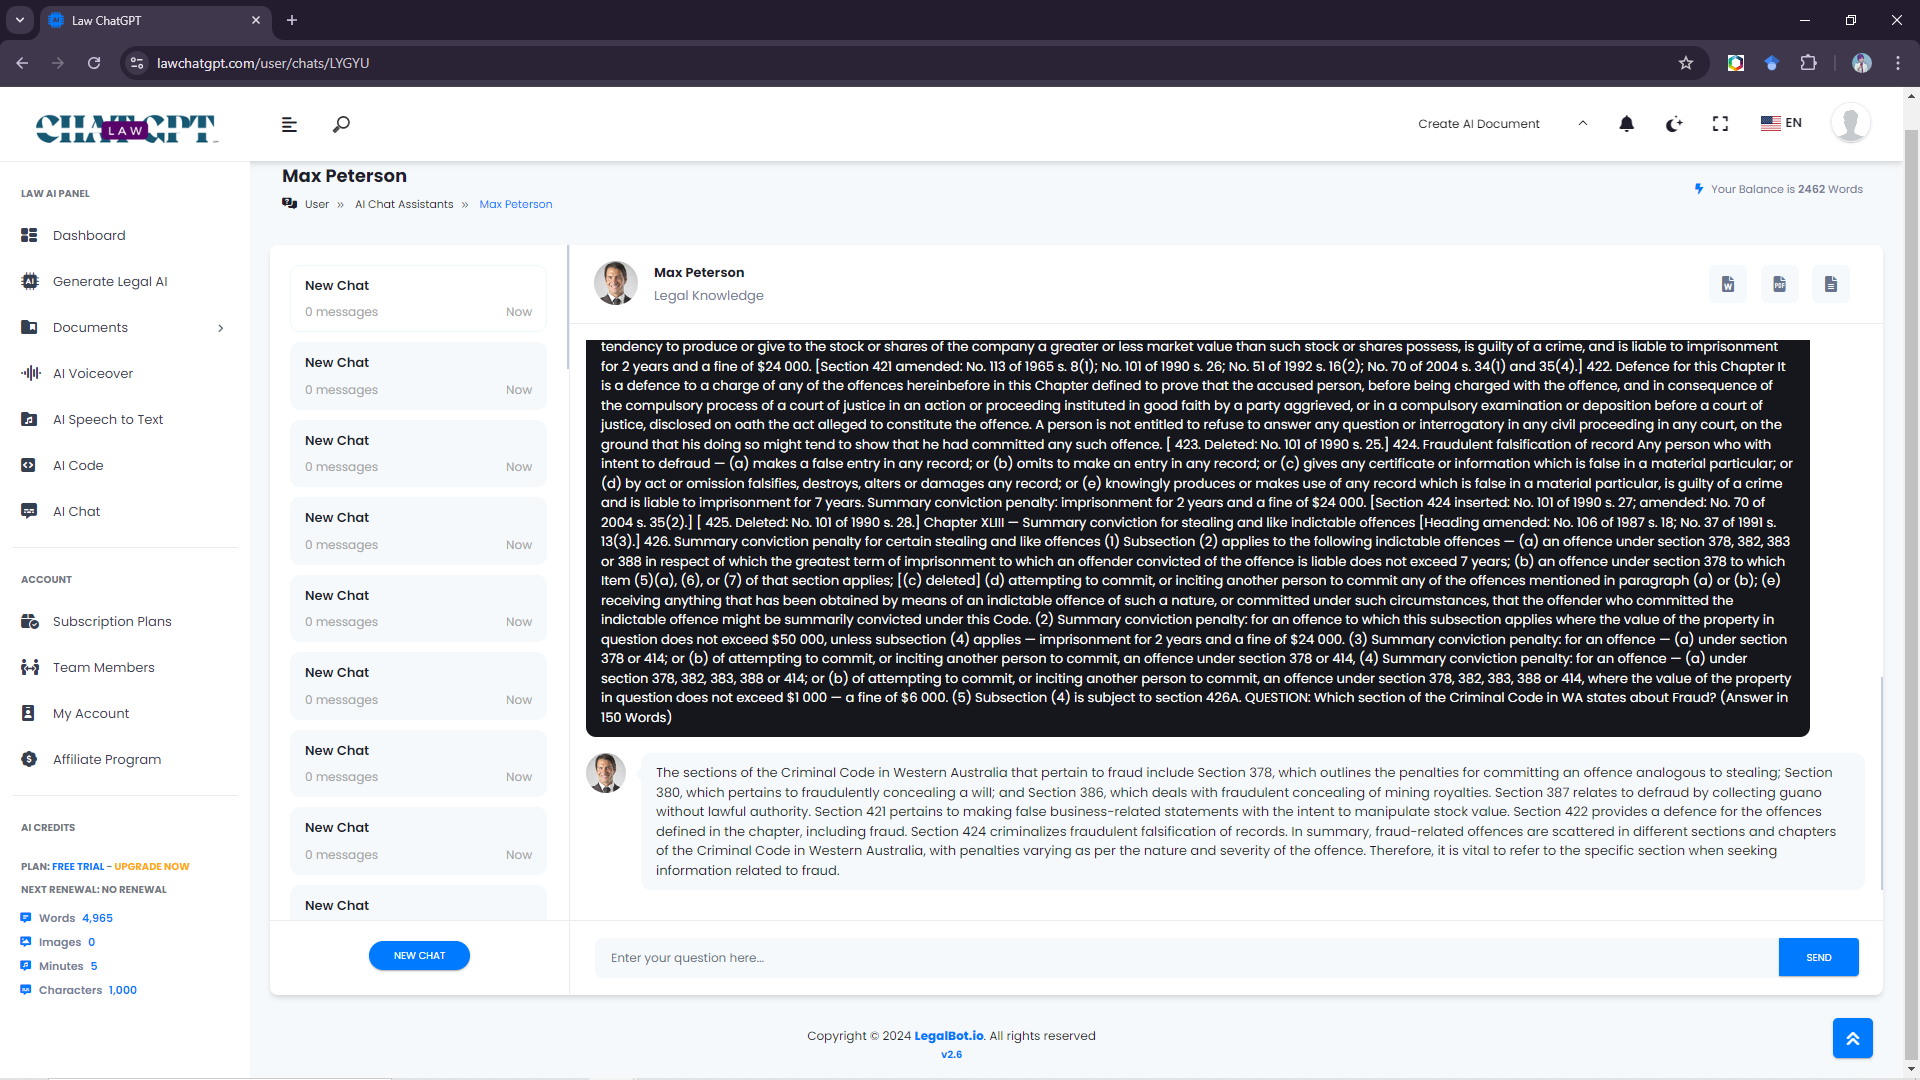 Law ChatGPT
lawchatgpt.com/user/chats/LYGYU
CHATGPT
LAW
Create AI Document
EN
LAW AI PANEL
Dashboard
Generate Legal AI
Documents
AI Voiceover
AI Speech to Text
AI Code
AI Chat
ACCOUNT
Subscription Plans
Team Members
My Account
Affiliate Program
AI CREDITS
PLAN: FREE TRIAL - UPGRADE NOW
NEXT RENEWAL: NO RENEWAL
Words 4,965
Images 0
Minutes 5
Characters 1,000
Max Peterson
User » AI Chat Assistants » Max Peterson
Your Balance is 2462 Words
New Chat
0 messages Now
New Chat
0 messages Now
New Chat
0 messages Now
New Chat
0 messages Now
New Chat
0 messages Now
New Chat
0 messages Now
New Chat
0 messages Now
New Chat
0 messages Now
New Chat
NEW CHAT
Max Peterson
Legal Knowledge
W
PDF
tendency to produce or give to the stock or shares of the company a greater or less market value than such stock or shares possess, is guilty of a crime, and is liable to imprisonment
for 2 years and a fine of $24 000. [Section 421 amended: No. 113 of 1965 s. 8(1); No. 101 of 1990 s. 26; No. 51 of 1992 s. 16(2); No. 70 of 2004 s. 34(1) and 35(4).] 422. Defence for this Chapter It
is a defence to a charge of any of the offences hereinbefore in this Chapter defined to prove that the accused person, before being charged with the offence, and in consequence of
the compulsory process of a court of justice in an action or proceeding instituted in good faith by a party aggrieved, or in a compulsory examination or deposition before a court of
justice, disclosed on oath the act alleged to constitute the offence. A person is not entitled to refuse to answer any question or interrogatory in any civil proceeding in any court, on the
ground that his doing so might tend to show that he had committed any such offence. [ 423. Deleted: No. 101 of 1990 s. 25.] 424. Fraudulent falsification of record Any person who with
intent to defraud — (a) makes a false entry in any record; or (b) omits to make an entry in any record; or (c) gives any certificate or information which is false in a material particular; or
(d) by act or omission falsifies, destroys, alters or damages any record; or (e) knowingly produces or makes use of any record which is false in a material particular, is guilty of a crime
and is liable to imprisonment for 7 years. Summary conviction penalty: imprisonment for 2 years and a fine of $24 000. [Section 424 inserted: No. 101 of 1990 s. 27; amended: No. 70 of
2004 s. 35(2).] [ 425. Deleted: No. 101 of 1990 s. 28.] Chapter XLIII — Summary conviction for stealing and like indictable offences [Heading amended: No. 106 of 1987 s. 18; No. 37 of 1991 s.
13(3).] 426. Summary conviction penalty for certain stealing and like offences (1) Subsection (2) applies to the following indictable offences — (a) an offence under section 378, 382, 383
or 388 in respect of which the greatest term of imprisonment to which an offender convicted of the offence is liable does not exceed 7 years; (b) an offence under section 378 to which
Item (5)(a), (6), or (7) of that section applies; [(c) deleted] (d) attempting to commit, or inciting another person to commit any of the offences mentioned in paragraph (a) or (b); (e)
receiving anything that has been obtained by means of an indictable offence of such a nature, or committed under such circumstances, that the offender who committed the
indictable offence might be summarily convicted under this Code. (2) Summary conviction penalty: for an offence to which this subsection applies where the value of the property in
question does not exceed $50 000, unless subsection (4) applies — imprisonment for 2 years and a fine of $24 000. (3) Summary conviction penalty: for an offence — (a) under section
378 or 414; or (b) of attempting to commit, or inciting another person to commit, an offence under section 378 or 414, (4) Summary conviction penalty: for an offence — (a) under
section 378, 382, 383, 388 or 414; or (b) of attempting to commit, or inciting another person to commit, an offence under section 378, 382, 383, 388 or 414, where the value of the property
in question does not exceed $1 000 — a fine of $6 000. (5) Subsection (4) is subject to section 426A. QUESTION: Which section of the Criminal Code in WA states about Fraud? (Answer in
150 Words)
The sections of the Criminal Code in Western Australia that pertain to fraud include Section 378, which outlines the penalties for committing an offence analogous to stealing; Section
380, which pertains to fraudulently concealing a will; and Section 386, which deals with fraudulent concealing of mining royalties. Section 387 relates to defraud by collecting guano
without lawful authority. Section 421 pertains to making false business-related statements with the intent to manipulate stock value. Section 422 provides a defence for the offences
defined in the chapter, including fraud. Section 424 criminalizes fraudulent falsification of records. In summary, fraud-related offences are scattered in different sections and chapters
of the Criminal Code in Western Australia, with penalties varying as per the nature and severity of the offence. Therefore, it is vital to refer to the specific section when seeking
information related to fraud.
Enter your question here...
SEND
Copyright © 2024 LegalBot.io. All rights reserved
v2.6